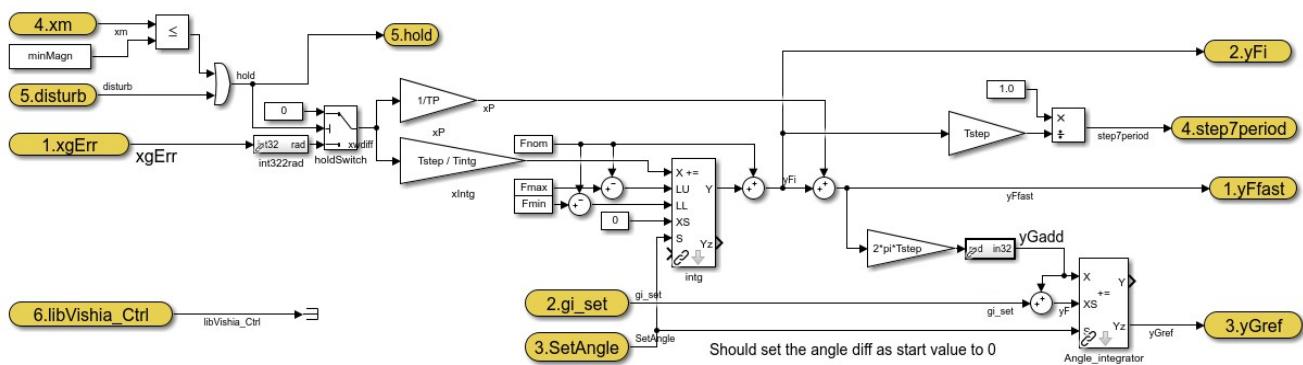 4.xm
xm
≤
5.hold
minMagn
hold
5.disturb
disturb
0
1/TP
xP
xP
1.xgErr
xgErr
int32 rad
int322rad
xwdiff
holdSwitch
Tstep / Tintg
xIntg
Fnom
Fmax
Fmin
0
X +=
LU Y
LL
XS
S
Yz
intg
yFi
2.yFi
1.0
Tstep
×
÷
step7period
4.step7period
yFfast
1.yFfast
2*pi*Tstep
rad in32
yGadd
6.libVishia_Ctrl
libVishia_Ctrl
2.gi_set
gi_set
gi_set
yF
3.SetAngle
SetAngle
X Y
+=
XS
S Yz
Angle_integrator
yGref
3.yGref
Should set the angle diff as start value to 0